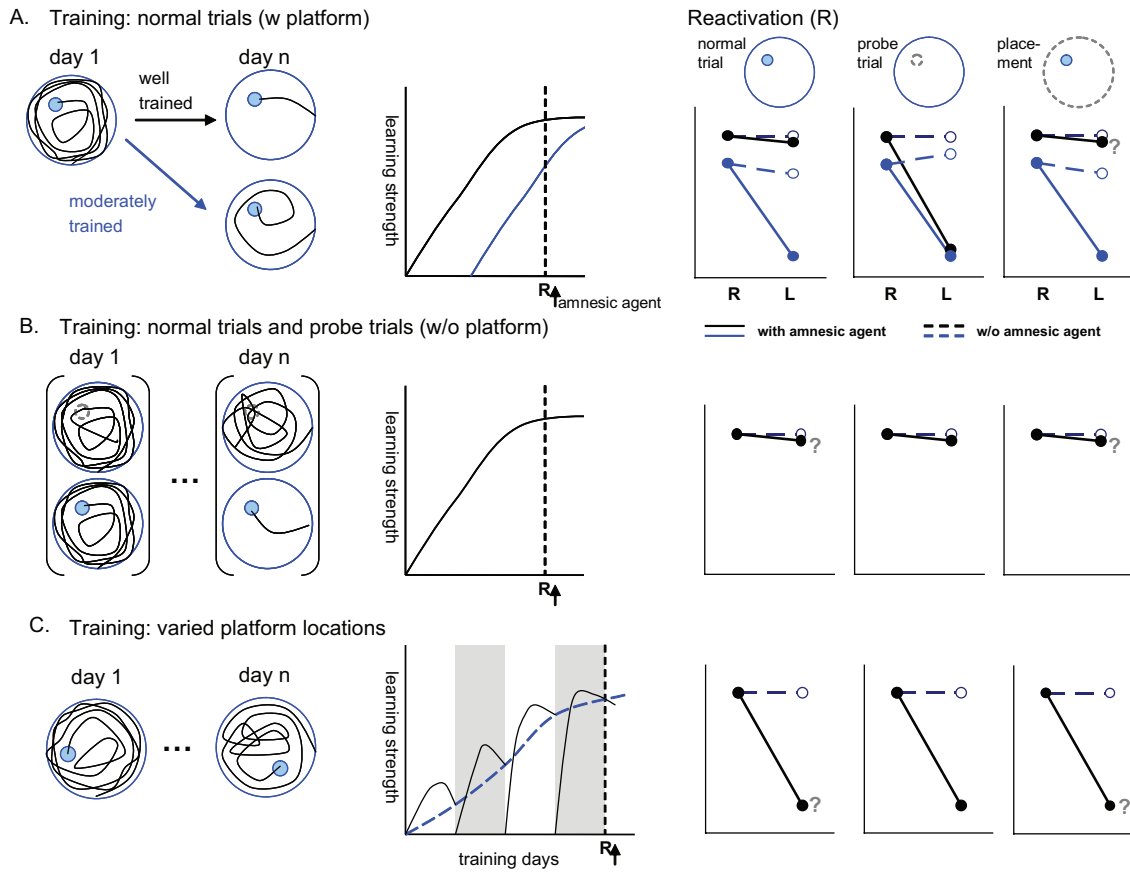 A. Training: normal trials (w platform)
day 1
day n
well
trained
moderately
trained
learning strength
R
amnesic agent
Reactivation (R)
normal
trial
probe
trial
place-
ment
?
R L
R L
R L
with amnesic agent
w/o amnesic agent
B. Training: normal trials and probe trials (w/o platform)
day 1
day n
...
learning strength
R
?
?
?
C. Training: varied platform locations
day 1
day n
...
learning strength
training days
R
?
?